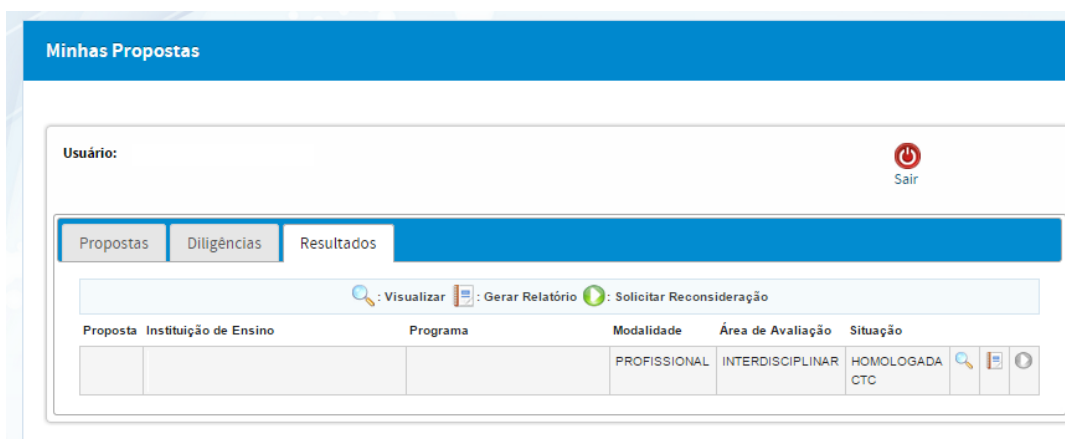 Minhas Propostas
Usuário:
Sair
Propostas Diligências Resultados
: Visualizar : Gerar Relatório : Solicitar Reconsideração
Proposta Instituição de Ensino Programa Modalidade Área de Avaliação Situação
PROFISSIONAL INTERDISCIPLINAR HOMOLOGADA
CTC